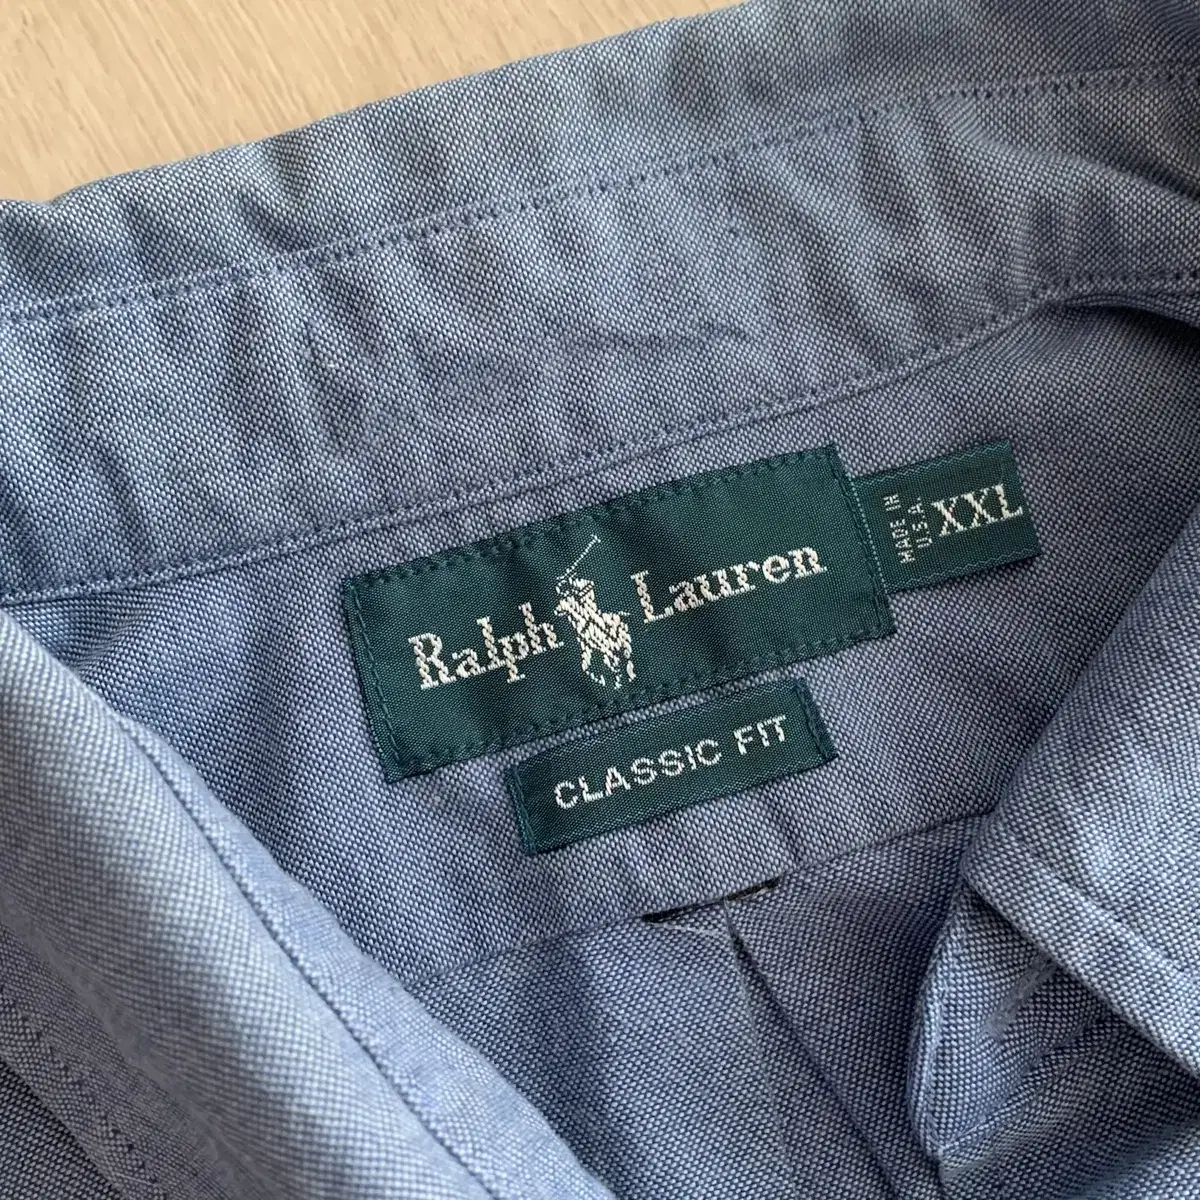 Ralph Lauren
MADE IN
U.S.A.
XXL
CLASSIC FIT